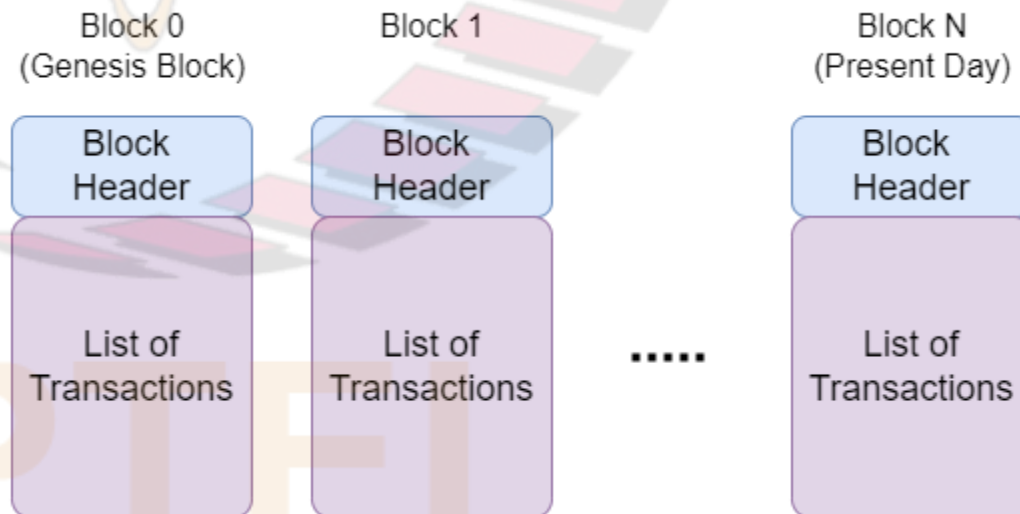 Block 0
(Genesis Block)
Block 1
Block N
(Present Day)
Block
Header
Block
Header
Block
Header
List of
Transactions
List of
Transactions
.....
List of
Transactions